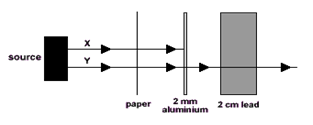 X
source
Y
paper
2 mm
aluminium
2 cm lead